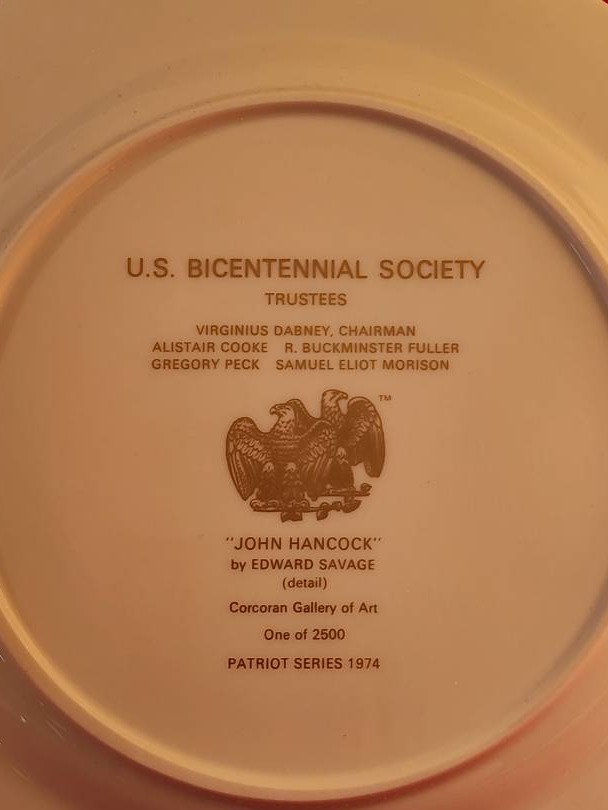 U.S. BICENTENNIAL SOCIETY
TRUSTEES
VIRGINIUS DABNEY, CHAIRMAN
ALISTAIR COOKE R. BUCKMINSTER FULLER
GREGORY PECK SAMUEL ELIOT MORISON
TM
"JOHN HANCOCK"
by EDWARD SAVAGE
(detail)
Corcoran Gallery of Art
One of 2500
PATRIOT SERIES 1974